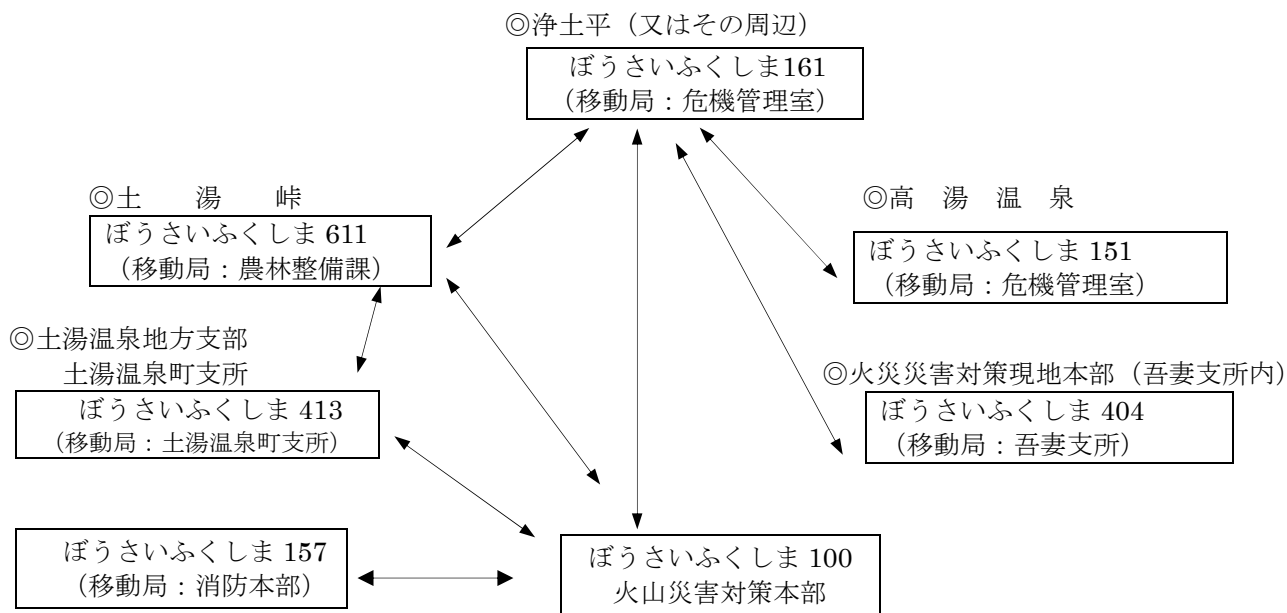 ◎浄土平（又はその周辺）
ぼうさいふくしま161
（移動局：危機管理室）
◎土　湯　峠
ぼうさいふくしま 611
（移動局：農林整備課）
◎高　湯　温　泉
ぼうさいふくしま 151
（移動局：危機管理室）
◎土湯温泉地方支部
土湯温泉町支所
ぼうさいふくしま 413
（移動局：土湯温泉町支所）
◎火災災害対策現地本部（吾妻支所内）
ぼうさいふくしま 404
（移動局：吾妻支所）
ぼうさいふくしま 157
（移動局：消防本部）
ぼうさいふくしま 100
火山災害対策本部